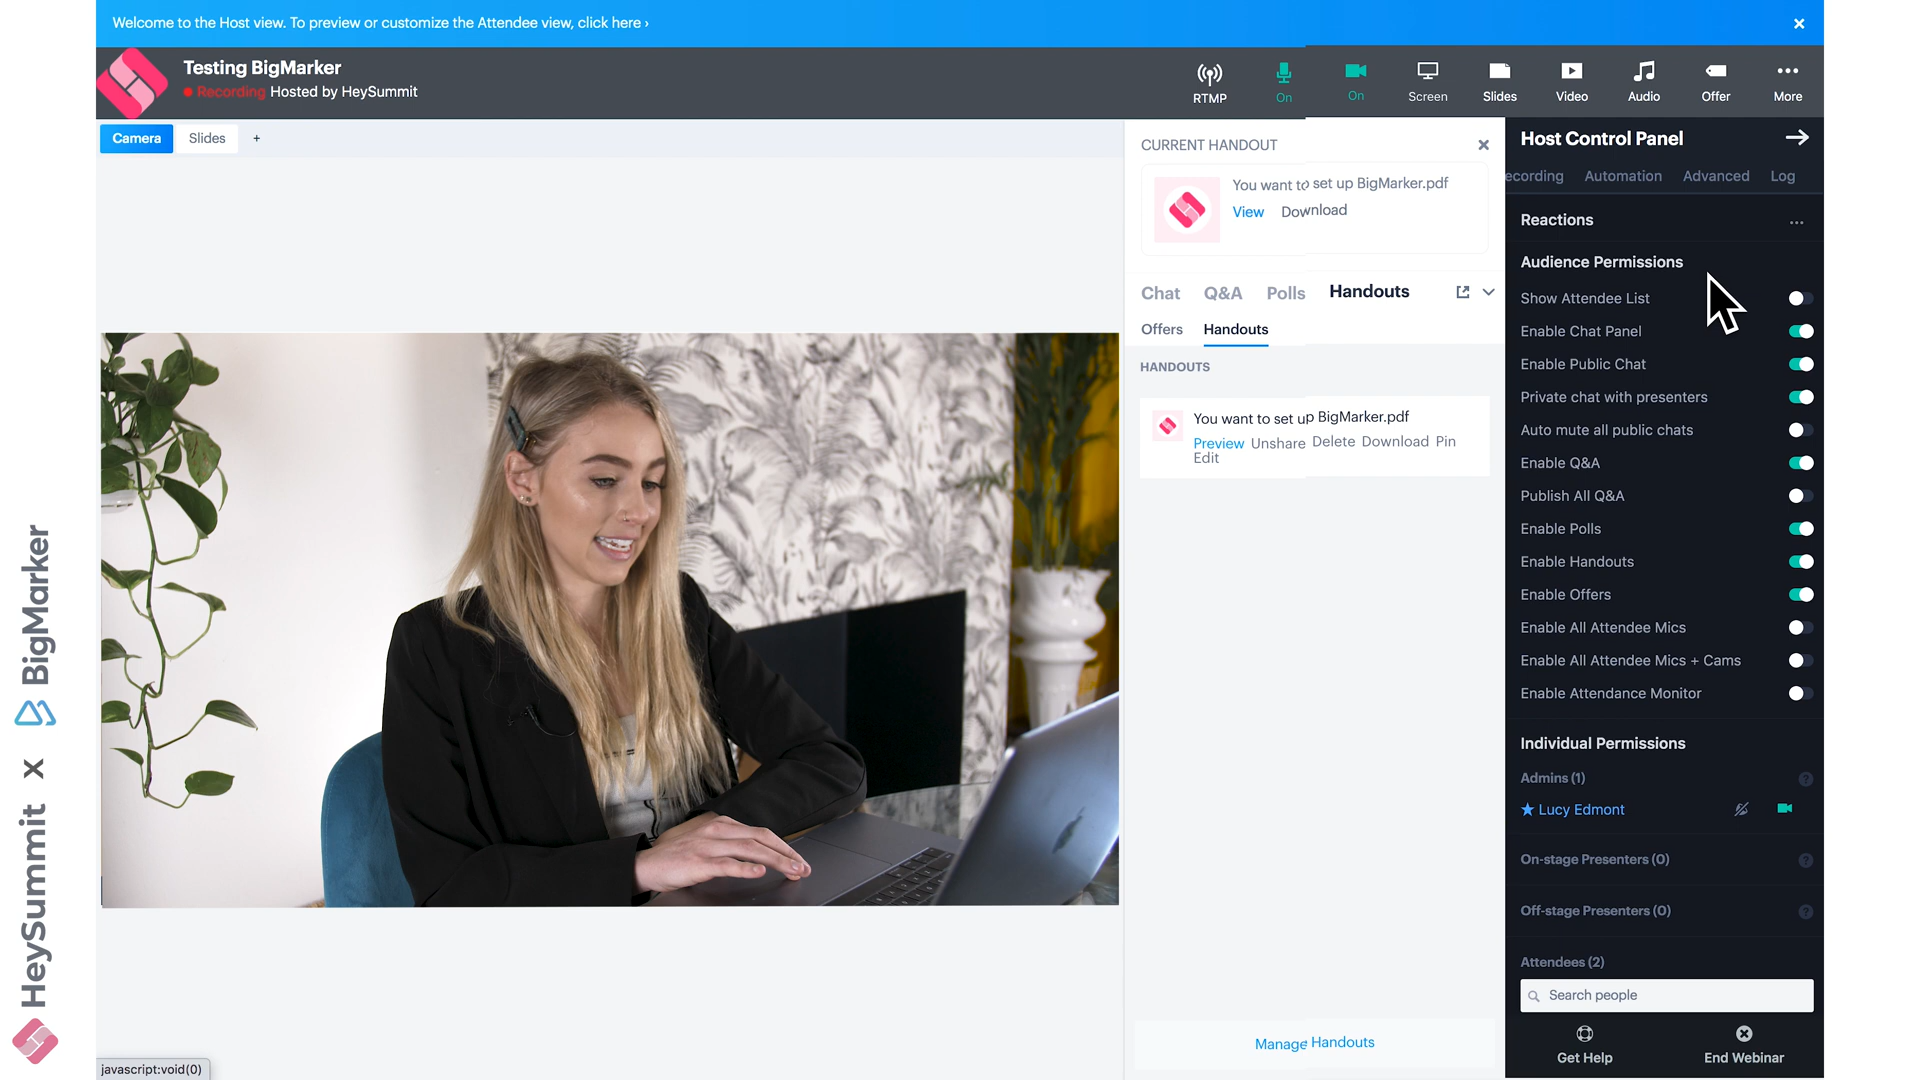 Welcome to the Host view. To preview or customize the Attendee view, click here ›
Testing BigMarker
Recording Hosted by HeySummit
RTMP
On
On
Screen
Slides
Video
Audio
Offer
More
Camera
Slides
+
CURRENT HANDOUT
You want to set up BigMarker.pdf
View Download
Chat Q&A Polls Handouts
Offers Handouts
HANDOUTS
You want to set up BigMarker.pdf
Preview Unshare Delete Download Pin
Edit
Manage Handouts
Host Control Panel
ecording Automation Advanced Log
Reactions
Audience Permissions
Show Attendee List
Enable Chat Panel
Enable Public Chat
Private chat with presenters
Auto mute all public chats
Enable Q&A
Publish All Q&A
Enable Polls
Enable Handouts
Enable Offers
Enable All Attendee Mics
Enable All Attendee Mics + Cams
Enable Attendance Monitor
Individual Permissions
Admins (1)
Lucy Edmont
On-stage Presenters (0)
Off-stage Presenters (0)
Attendees (2)
Search people
Get Help
End Webinar
HeySummit X BigMarker
javascript:void(0)